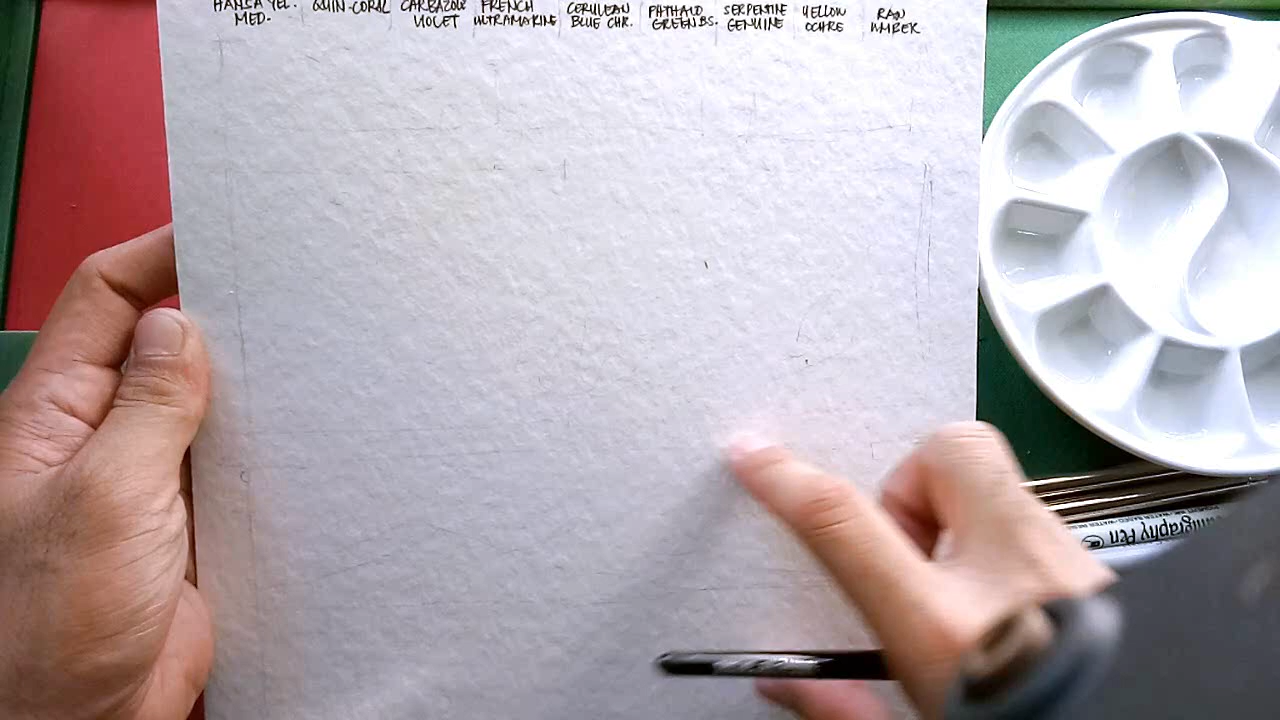 HANSA YEL. MED.
QUIN. CORAL
CARBAZOLE VIOLET
FRENCH ULTRAMARINE
CERULEAN BLUE CHR.
PHTHALO GREEN BS.
SERPENTINE GENUINE
YELLOW OCHRE
RAW UMBER
Calligraphy Pen